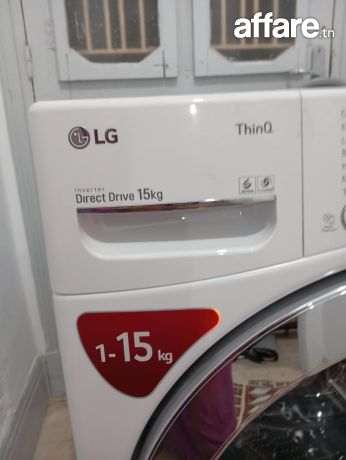 affare.tn
LG
ThinQ
Inverter
Direct Drive 15kg
1-15 kg